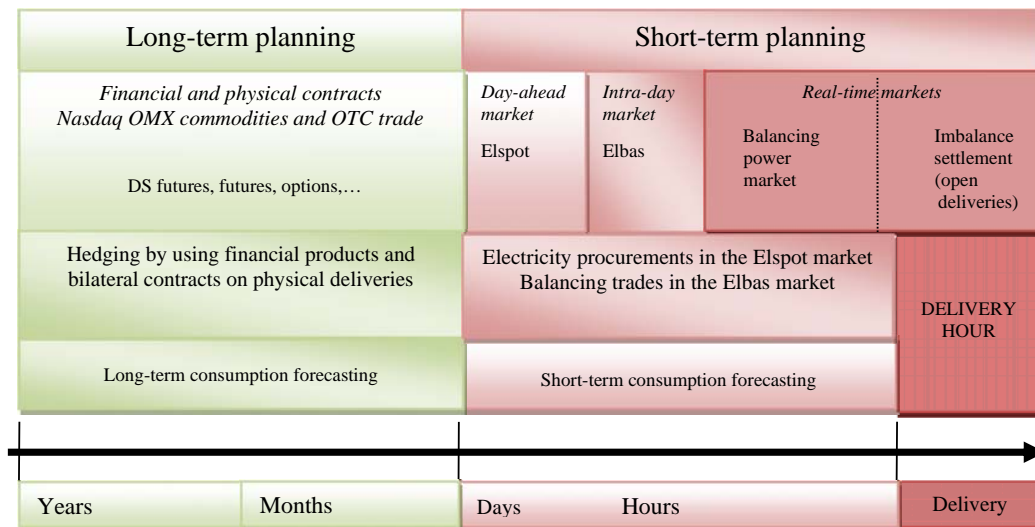 Long-term planning
Short-term planning
Financial and physical contracts
Nasdaq OMX commodities and OTC trade
DS futures, futures, options,…
Day-ahead
market
Elspot
Intra-day
market
Elbas
Real-time markets
Balancing
power
market
Imbalance
settlement
(open
deliveries)
Hedging by using financial products and
bilateral contracts on physical deliveries
Electricity procurements in the Elspot market
Balancing trades in the Elbas market
DELIVERY
HOUR
Long-term consumption forecasting
Short-term consumption forecasting
Years
Months
Days
Hours
Delivery